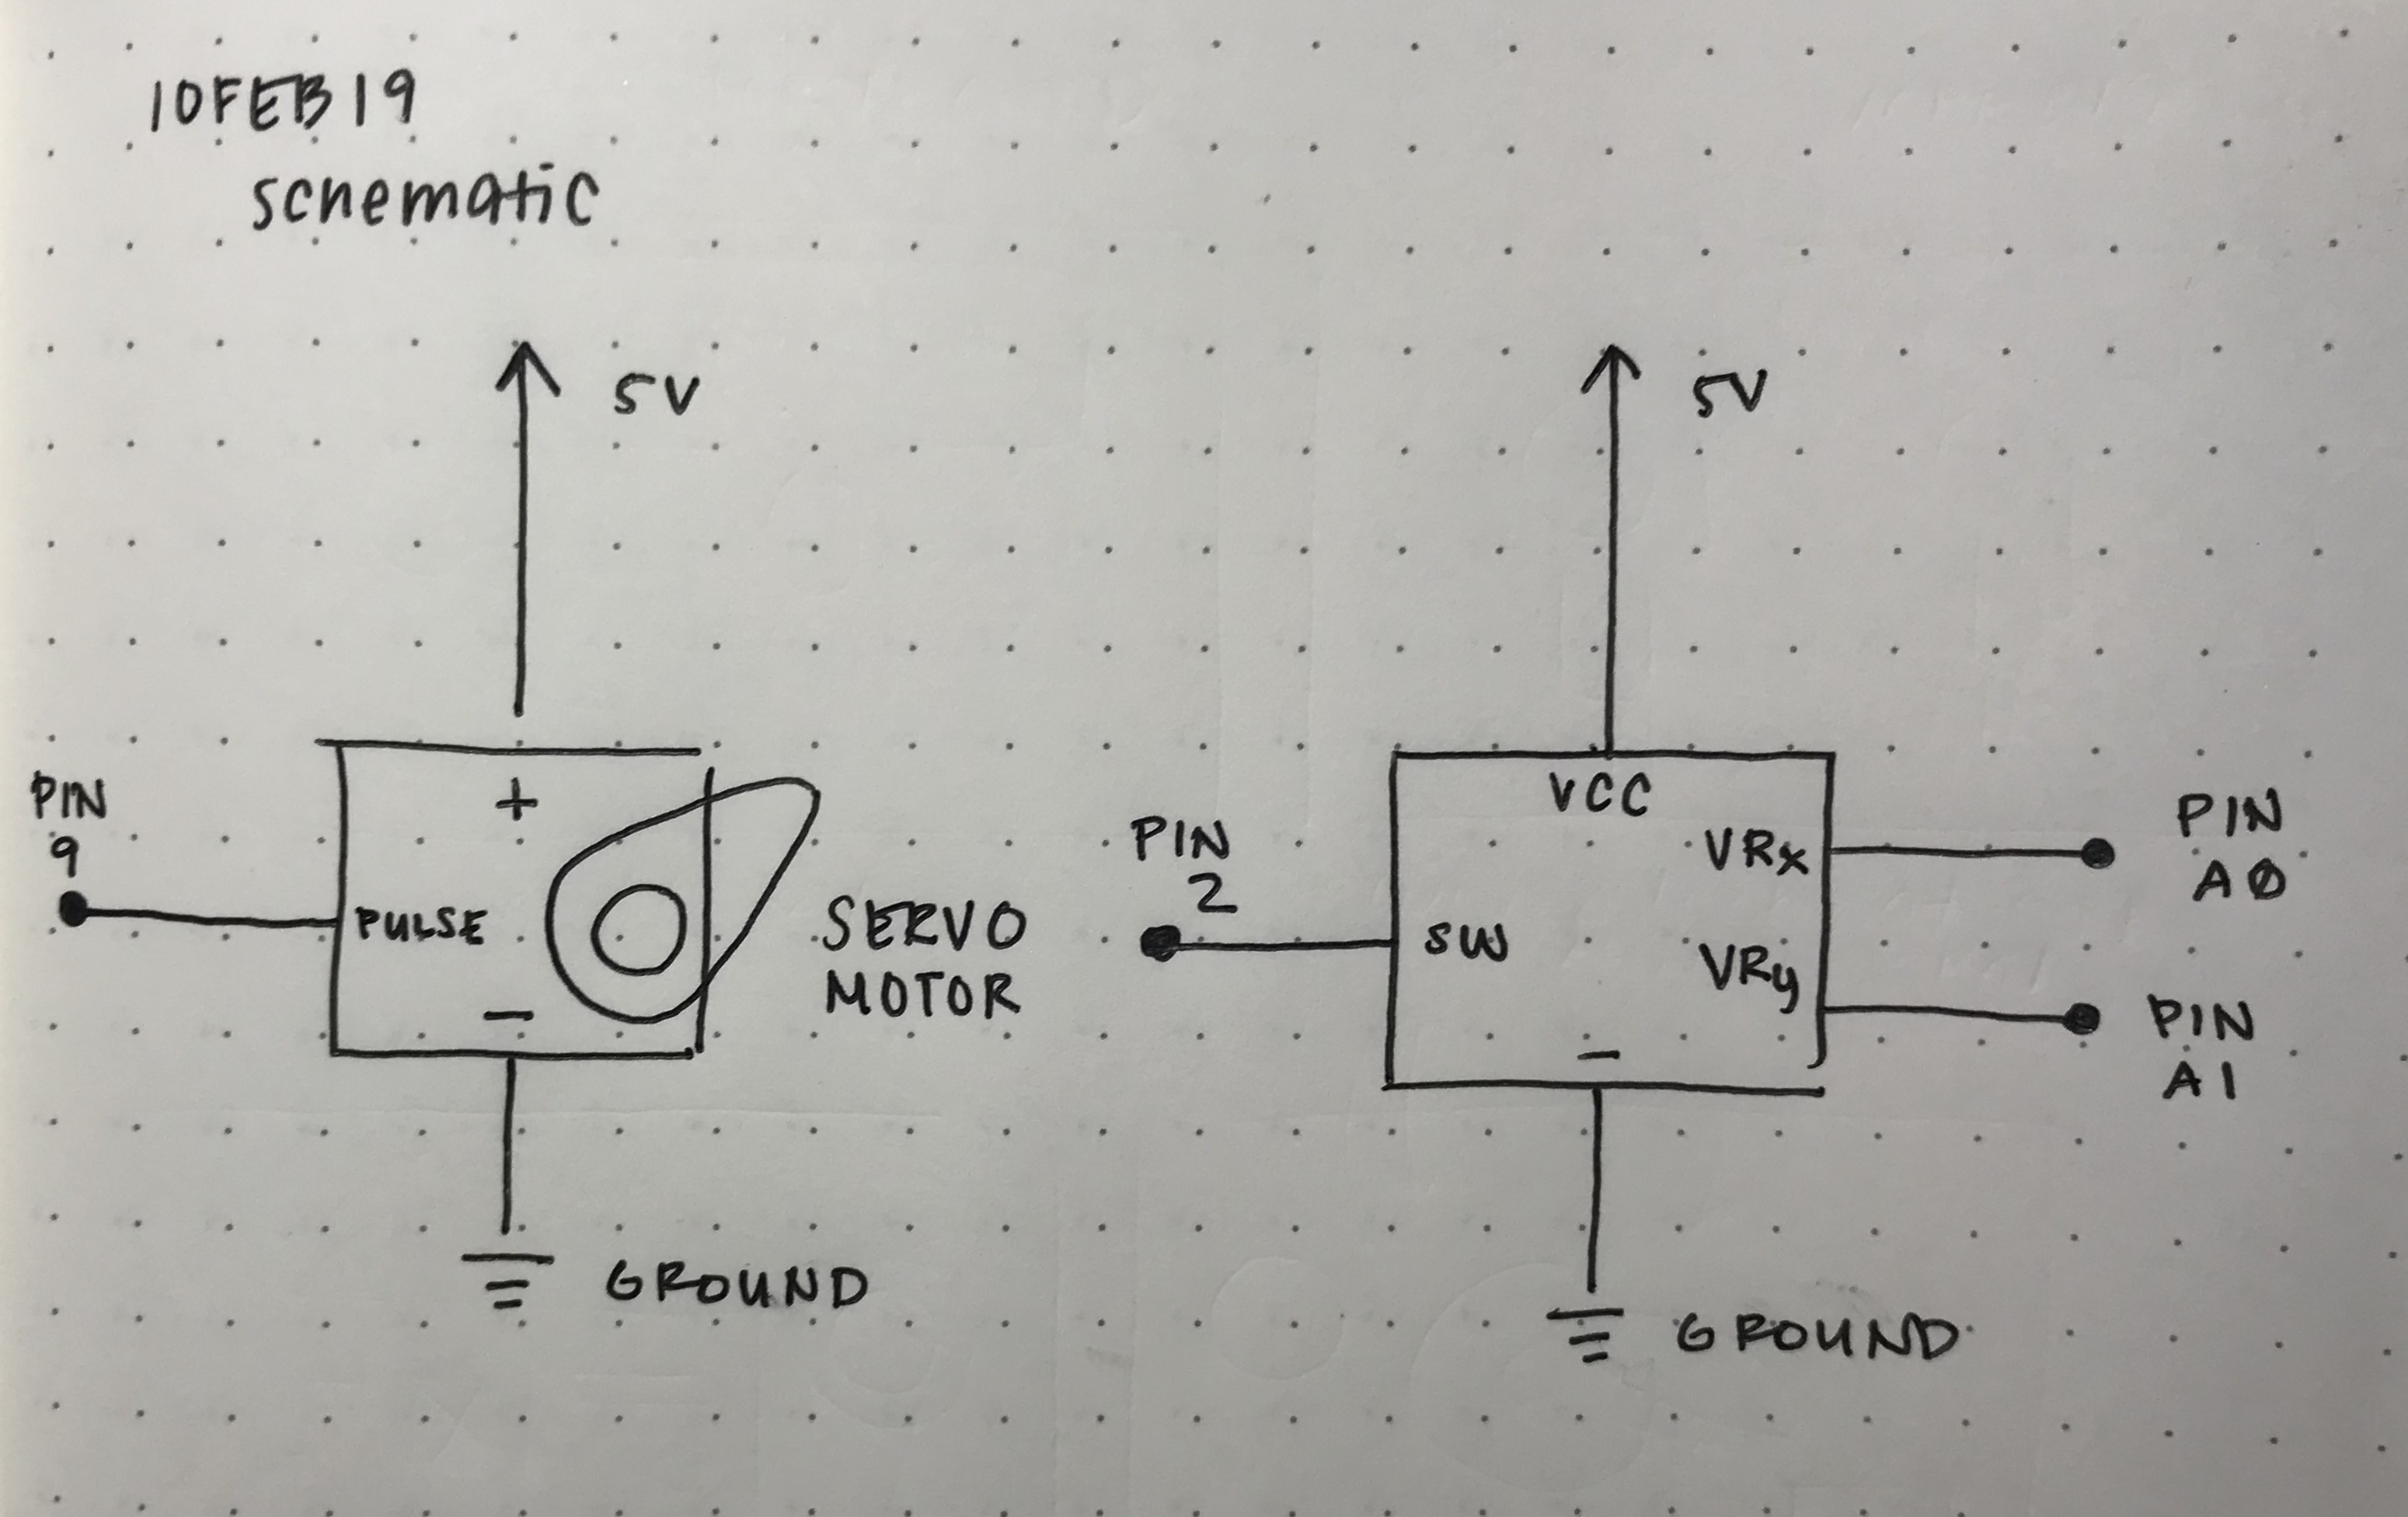 10FEB19
schematic
5V
+
PIN
9
PULSE
-
SERVO
MOTOR
GROUND
5V
VCC
PIN
2
SW
VRx
VRy
-
PIN
A0
PIN
A1
GROUND